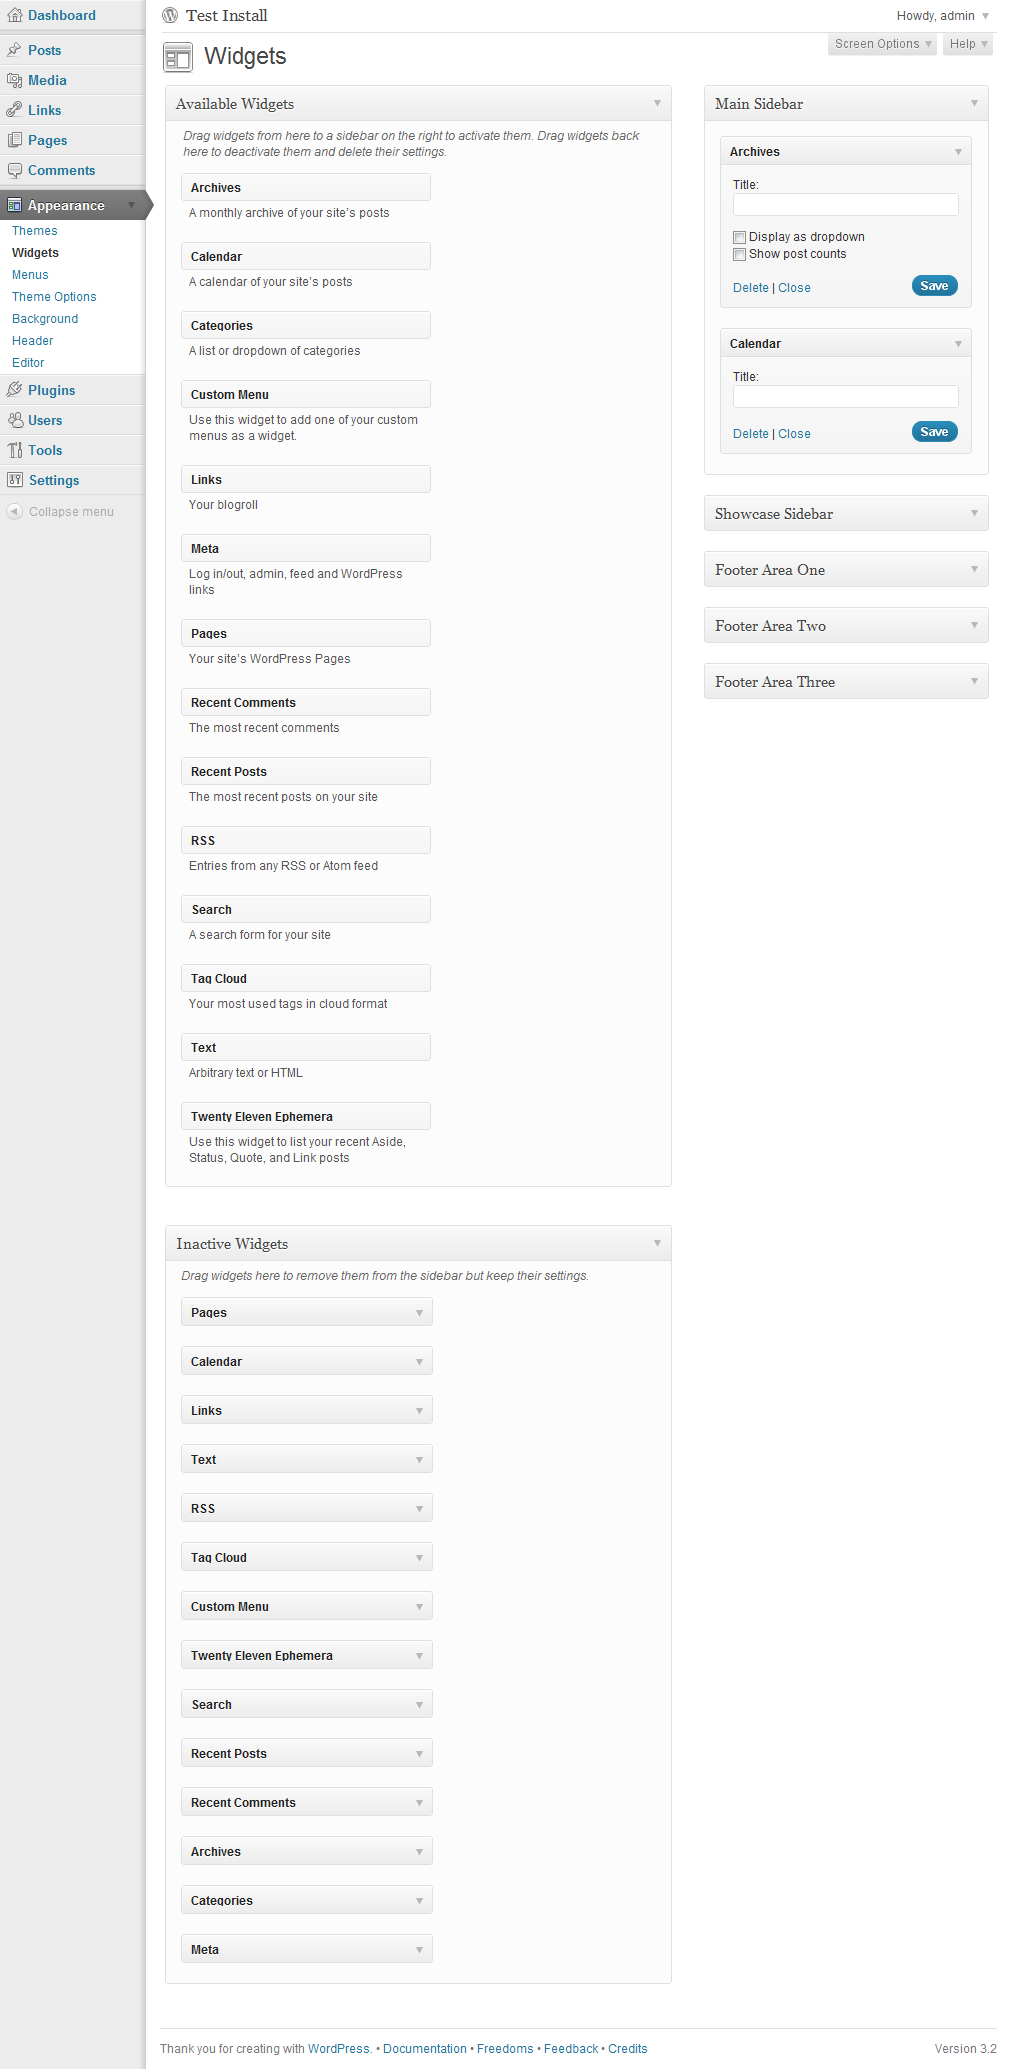 Dashboard
Posts
Media
Links
Pages
Comments
Appearance
Themes
Widgets
Menus
Theme Options
Background
Header
Editor
Plugins
Users
Tools
Settings
Collapse menu
Test Install
Howdy, admin
Screen Options
Help
Widgets
Available Widgets
Drag widgets from here to a sidebar on the right to activate them. Drag widgets back
here to deactivate them and delete their settings.
Archives
A monthly archive of your site's posts
Calendar
A calendar of your site's posts
Categories
A list or dropdown of categories
Custom Menu
Use this widget to add one of your custom
menus as a widget.
Links
Your blogroll
Meta
Log in/out, admin, feed and WordPress
links
Pages
Your site's WordPress Pages
Recent Comments
The most recent comments
Recent Posts
The most recent posts on your site
RSS
Entries from any RSS or Atom feed
Search
A search form for your site
Tag Cloud
Your most used tags in cloud format
Text
Arbitrary text or HTML
Twenty Eleven Ephemera
Use this widget to list your recent Aside,
Status, Quote, and Link posts
Inactive Widgets
Drag widgets here to remove them from the sidebar but keep their settings.
Pages
Calendar
Links
Text
RSS
Tag Cloud
Custom Menu
Twenty Eleven Ephemera
Search
Recent Posts
Recent Comments
Archives
Categories
Meta
Main Sidebar
Archives
Title:
Display as dropdown
Show post counts
Delete | Close
Save
Calendar
Title:
Delete | Close
Save
Showcase Sidebar
Footer Area One
Footer Area Two
Footer Area Three
Thank you for creating with WordPress. • Documentation • Freedoms • Feedback • Credits
Version 3.2